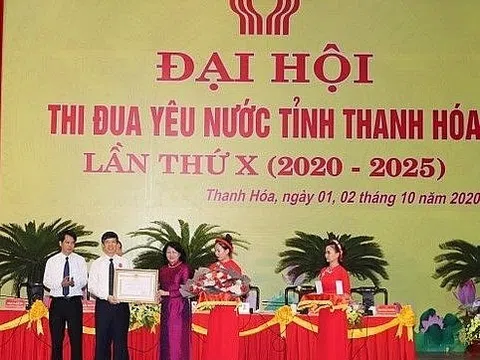 ĐẠI HỘI
THI ĐUA YÊU NƯỚC TỈNH THANH HÓA
LẦN THỨ X (2020 - 2025)
Thanh Hóa, ngày 01, 02 tháng 10 năm 2020